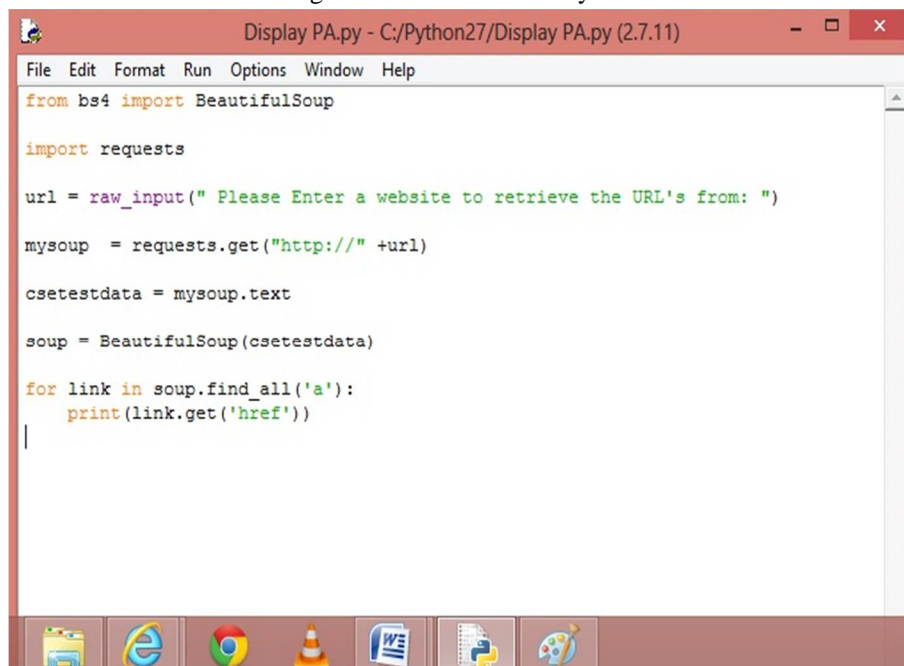 Display PA.py - C:/Python27/Display PA.py (2.7.11)
File Edit Format Run Options Window Help
from bs4 import BeautifulSoup
import requests
url = raw_input(" Please Enter a website to retrieve the URL's from: ")
mysoup  = requests.get("http://" +url)
csetestdata = mysoup.text
soup = BeautifulSoup(csetestdata)
for link in soup.find_all('a'):
    print(link.get('href'))